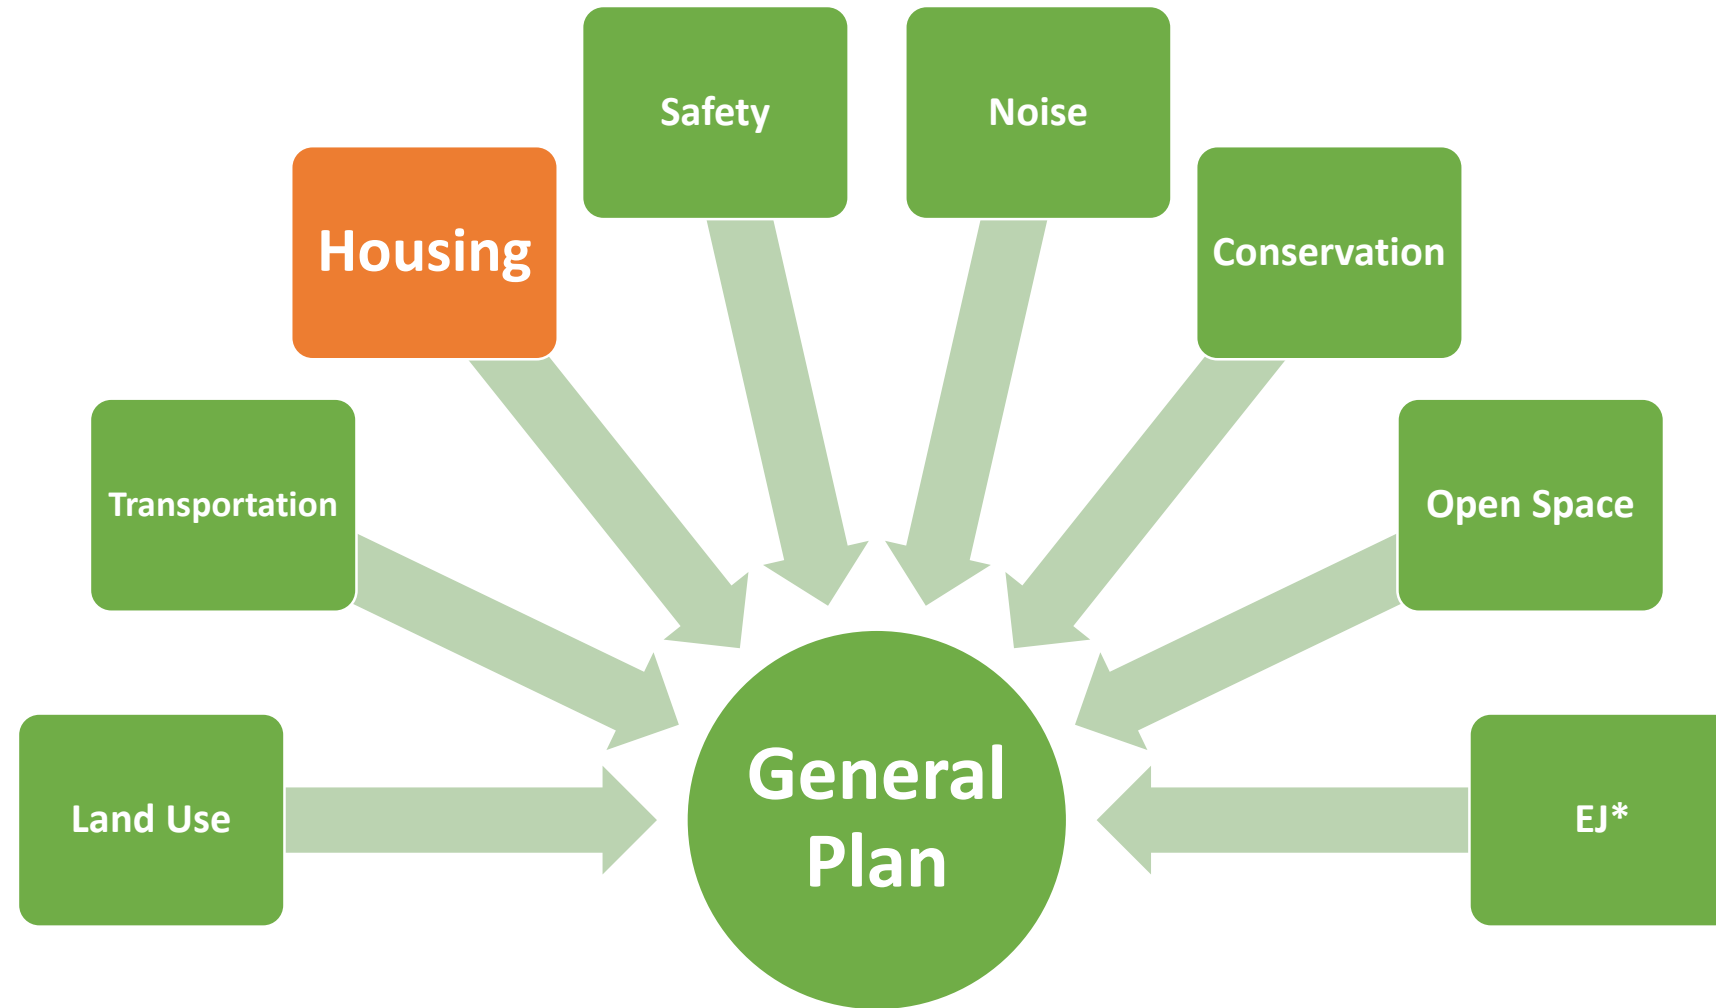 Safety
Noise
Housing
Conservation
Transportation
Open Space
Land Use
General
Plan
EJ*